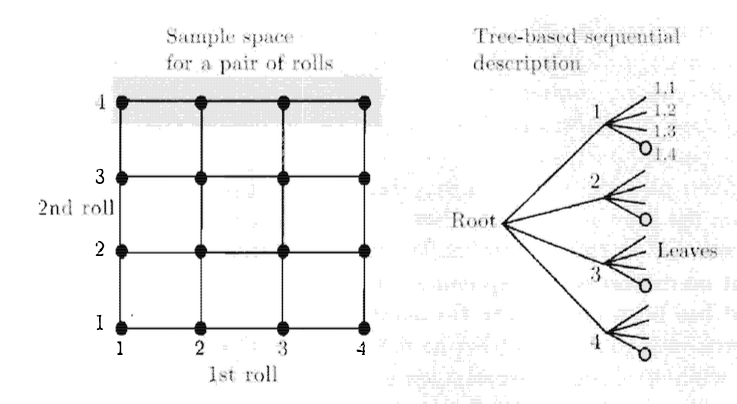 Sample space
for a pair of rolls
4
3
2nd roll
2
1
1 2 3 4
1st roll
Tree-based sequential
description
1
1.1
1.2
1.3
1.4
2
Root
Leaves
3
4